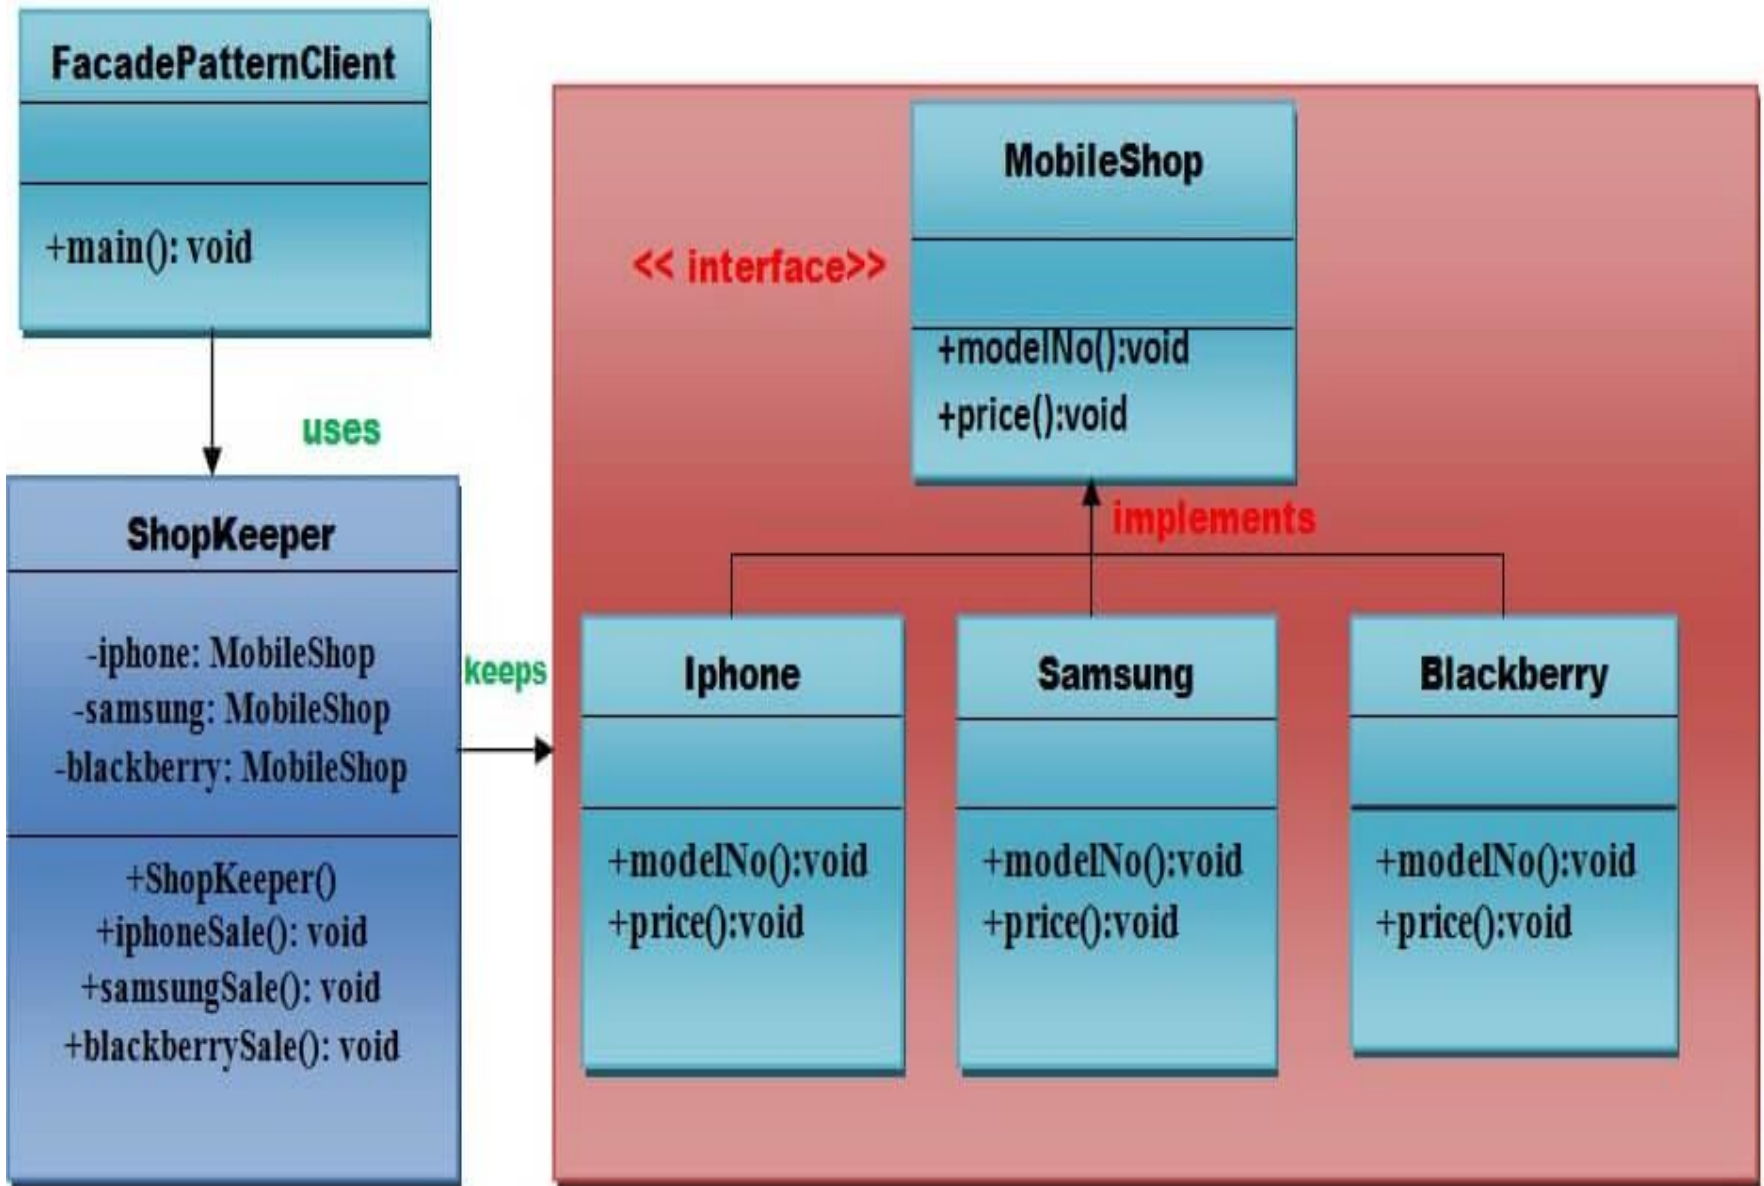 FacadePatternClient
+main(): void
uses
ShopKeeper
-iphone: MobileShop
-samsung: MobileShop
-blackberry: MobileShop
+ShopKeeper()
+iphoneSale(): void
+samsungSale(): void
+blackberrySale(): void
keeps
MobileShop
<< interface>>
+modelNo():void
+price():void
implements
Iphone
+modelNo():void
+price():void
Samsung
+modelNo():void
+price():void
Blackberry
+modelNo():void
+price():void